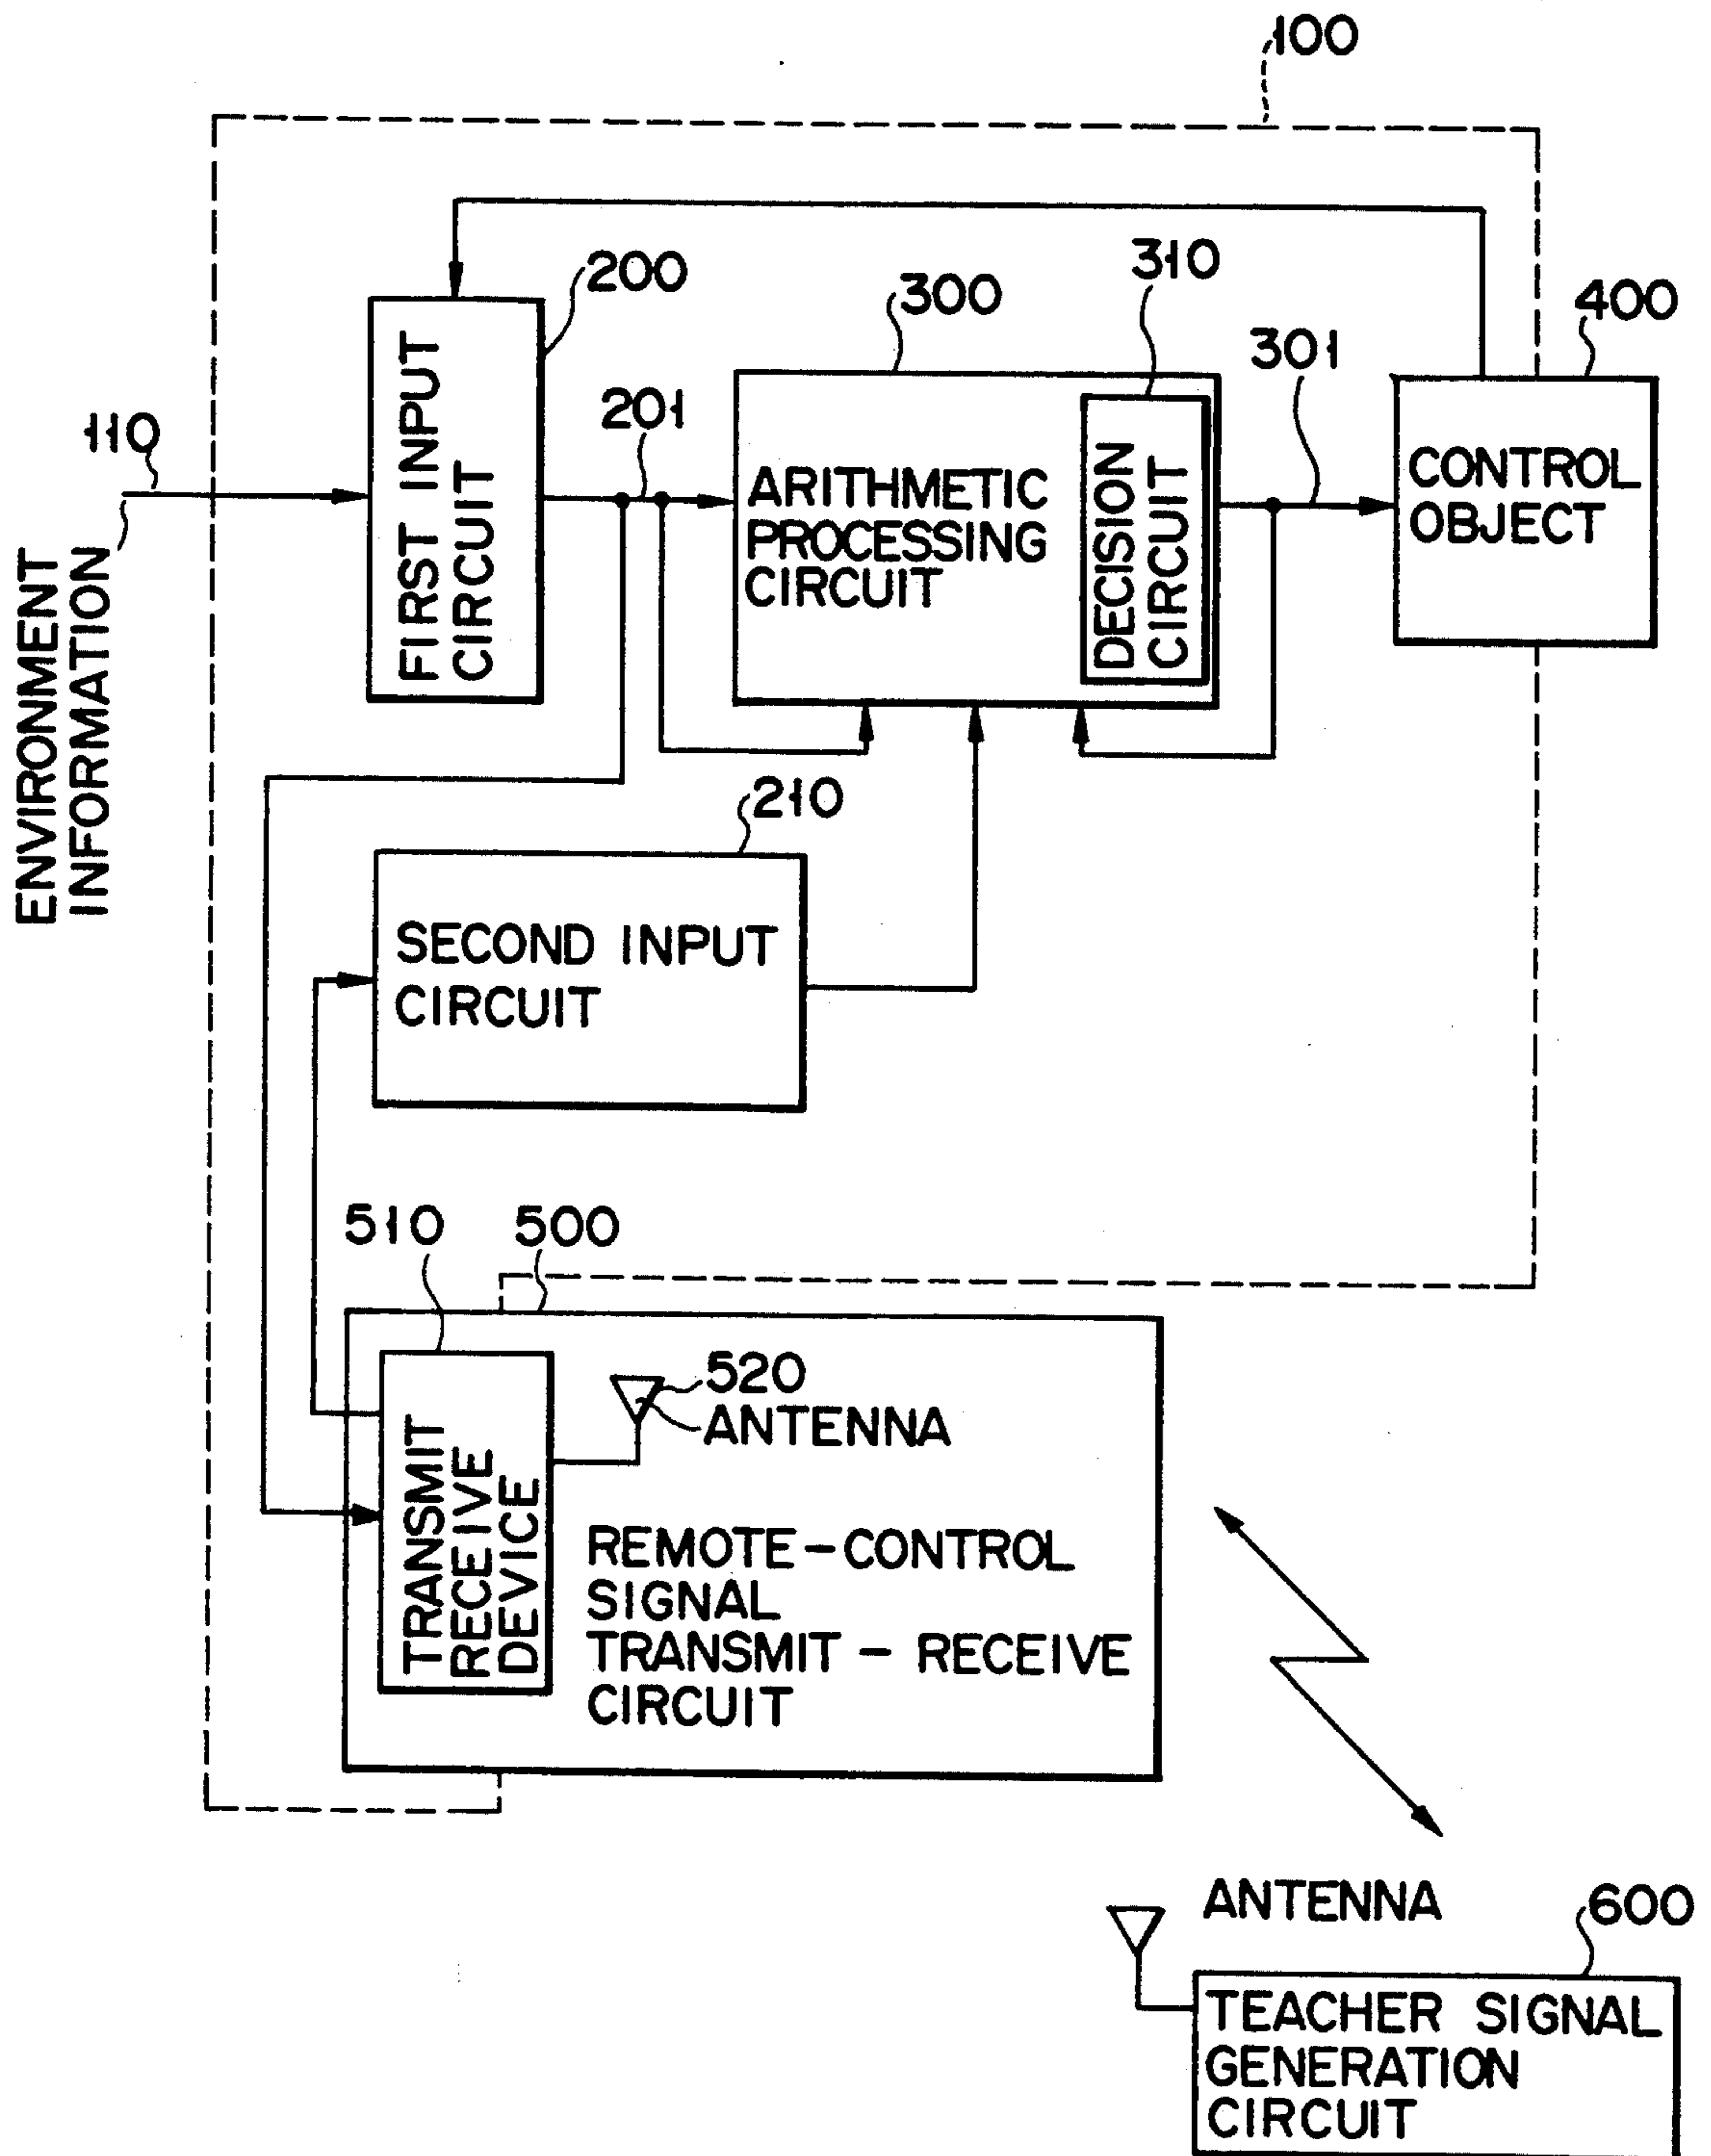 100
200
300
310
400
301
201
110
FIRST INPUT
CIRCUIT
ARITHMETIC
PROCESSING
CIRCUIT
DECISION
CIRCUIT
CONTROL
OBJECT
ENVIRONMENT
INFORMATION
210
SECOND INPUT
CIRCUIT
510
500
520
ANTENNA
TRANSMIT
RECEIVE
DEVICE
REMOTE-CONTROL
SIGNAL
TRANSMIT - RECEIVE
CIRCUIT
ANTENNA
600
TEACHER SIGNAL
GENERATION
CIRCUIT